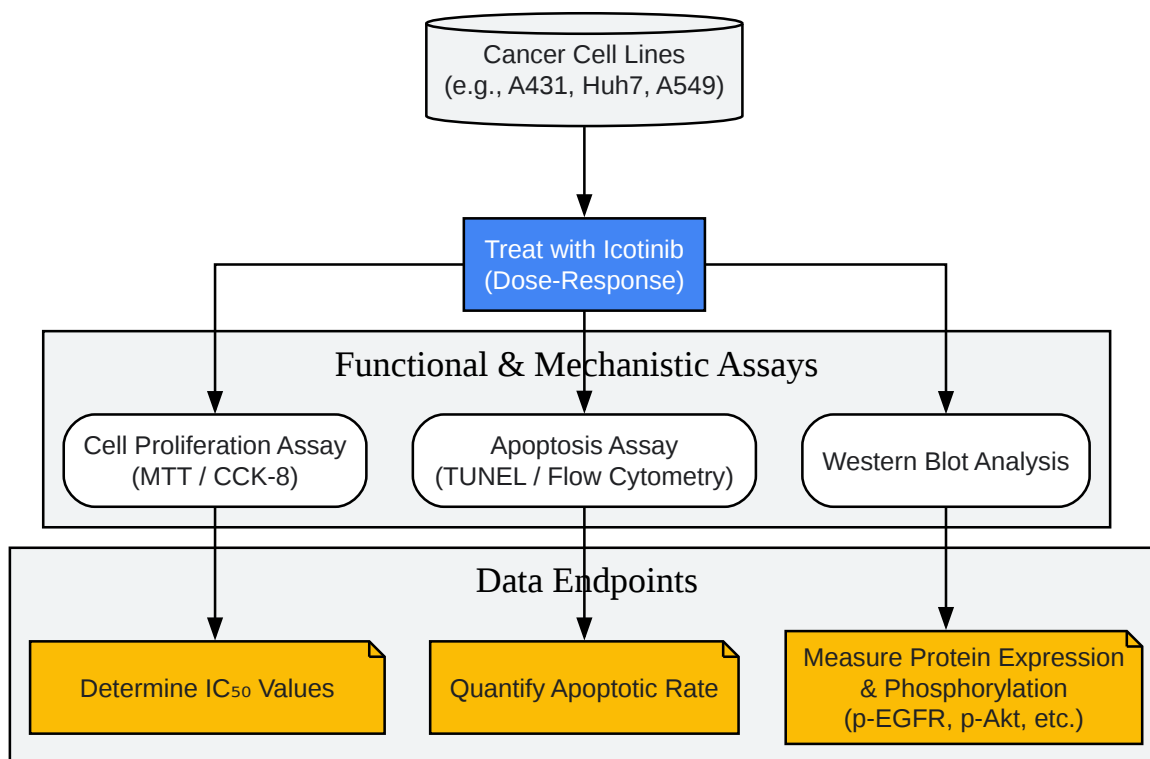 Cancer Cell Lines
(e.g., A431, Huh7, A549)
Treat with Icotinib
(Dose-Response)
Functional & Mechanistic Assays
Cell Proliferation Assay
(MTT / CCK-8)
Apoptosis Assay
(TUNEL / Flow Cytometry)
Western Blot Analysis
Data Endpoints
Determine IC₅₀ Values
Quantify Apoptotic Rate
Measure Protein Expression
& Phosphorylation
(p-EGFR, p-Akt, etc.)